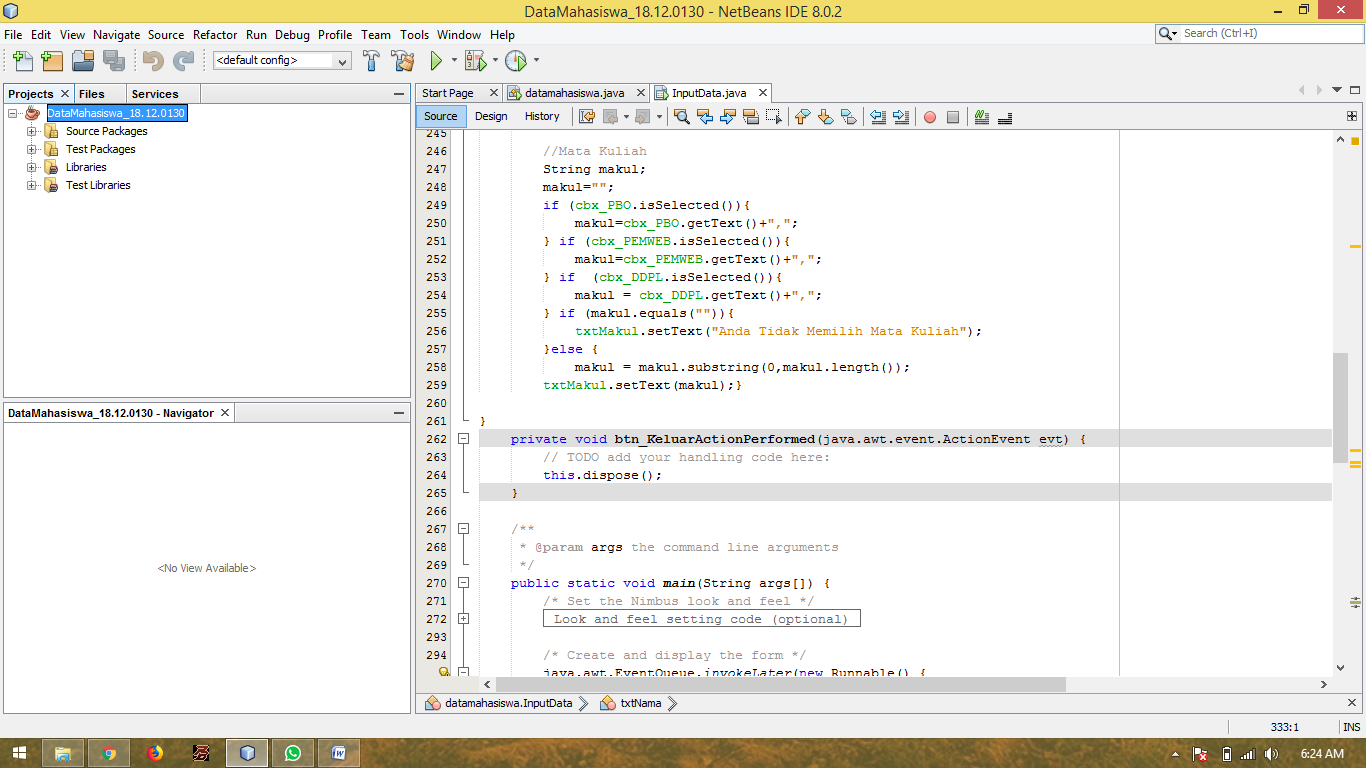 DataMahasiswa_18.12.0130 - NetBeans IDE 8.0.2
File Edit View Navigate Source Refactor Run Debug Profile Team Tools Window Help
Search (Ctrl+I)
<default config>
Projects Files Services
DataMahasiswa_18.12.0130
Source Packages
Test Packages
Libraries
Test Libraries
DataMahasiswa_18.12.0130 - Navigator
<No View Available>
Start Page datamahasiswa.java InputData.java
Source Design History
245
246 //Mata Kuliah
247 String makul;
248 makul="";
249 if (cbx_PBO.isSelected()){
250 makul=cbx_PBO.getText()+",";
251 } if (cbx_PEMWEB.isSelected()){
252 makul=cbx_PEMWEB.getText()+",";
253 } if  (cbx_DDPL.isSelected()){
254 makul = cbx_DDPL.getText()+",";
255 } if (makul.equals("")){
256 txtMakul.setText("Anda Tidak Memilih Mata Kuliah");
257 }else {
258 makul = makul.substring(0,makul.length());
259 txtMakul.setText(makul);}
260
261 }
262 private void btn_KeluarActionPerformed(java.awt.event.ActionEvent evt) {
263 // TODO add your handling code here:
264 this.dispose();
265 }
266
267 /**
268 * @param args the command line arguments
269 */
270 public static void main(String args[]) {
271 /* Set the Nimbus look and feel */
272 Look and feel setting code (optional)
293
294 /* Create and display the form */
java.awt.EventQueue.invokeLater(new Runnable() {
datamahasiswa.InputData txtNama
333:1 INS
6:24 AM